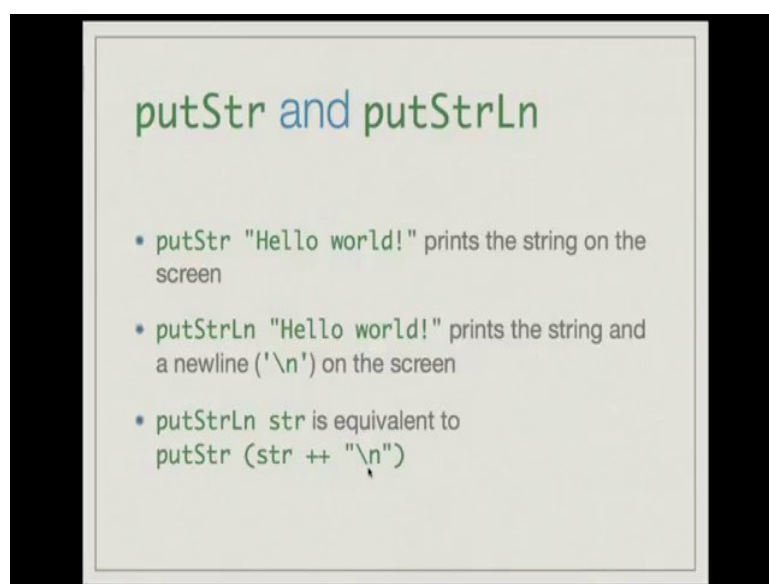 putStr and putStrLn
• putStr "Hello world!" prints the string on the
screen
• putStrLn "Hello world!" prints the string and
a newline ('\n') on the screen
• putStrLn str is equivalent to
putStr (str ++ "\n")